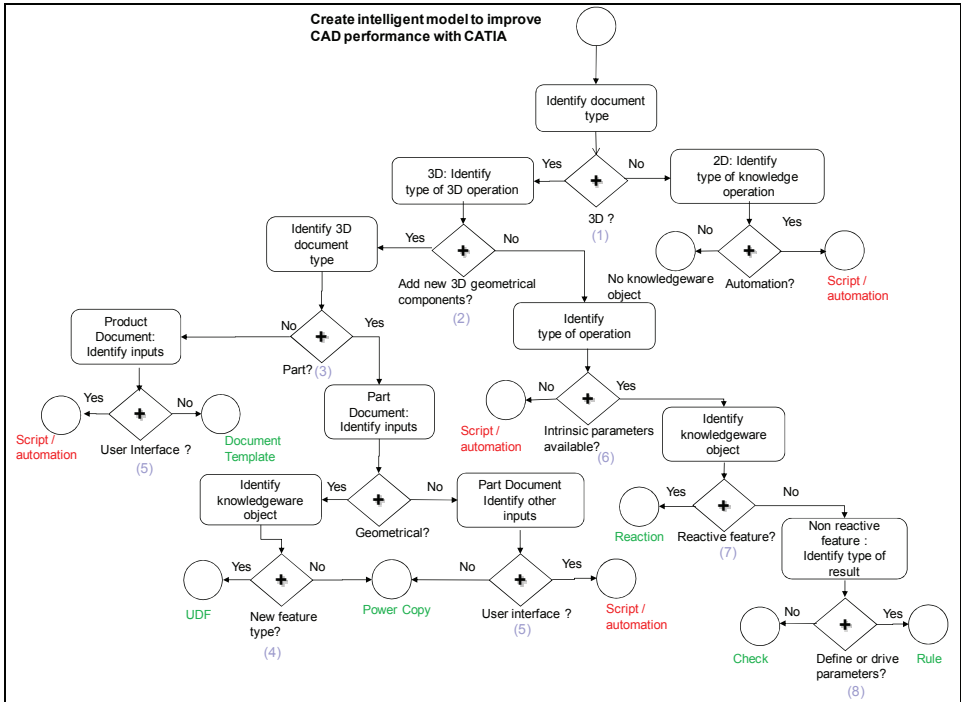 Create intelligent model to improve
CAD performance with CATIA
Identify document
type
Yes
No
3D: Identify
type of 3D operation
2D: Identify
type of knowledge
operation
3D ?
(1)
Identify 3D
document
type
Yes
No
No
Yes
Add new 3D geometrical
components?
(2)
No knowledgeware
object
Automation?
Script /
automation
Product
Document:
Identify inputs
No
Yes
Part?
(3)
Identify
type of operation
Part
Document:
Identify inputs
Yes
No
User Interface ?
(5)
Script /
automation
Document
Template
No
Yes
Script /
automation
Intrinsic parameters
available?
(6)
Identify
knowledgeware
object
Identify
knowledgeware
object
Yes
No
Geometrical?
Part Document
Identify other
inputs
Yes
No
Reaction
Reactive feature?
(7)
Non reactive
feature :
Identify type of
result
Yes
No
No
Yes
UDF
New feature
type?
(4)
Power Copy
User interface ?
(5)
Script /
automation
No
Yes
Check
Define or drive
parameters?
(8)
Rule